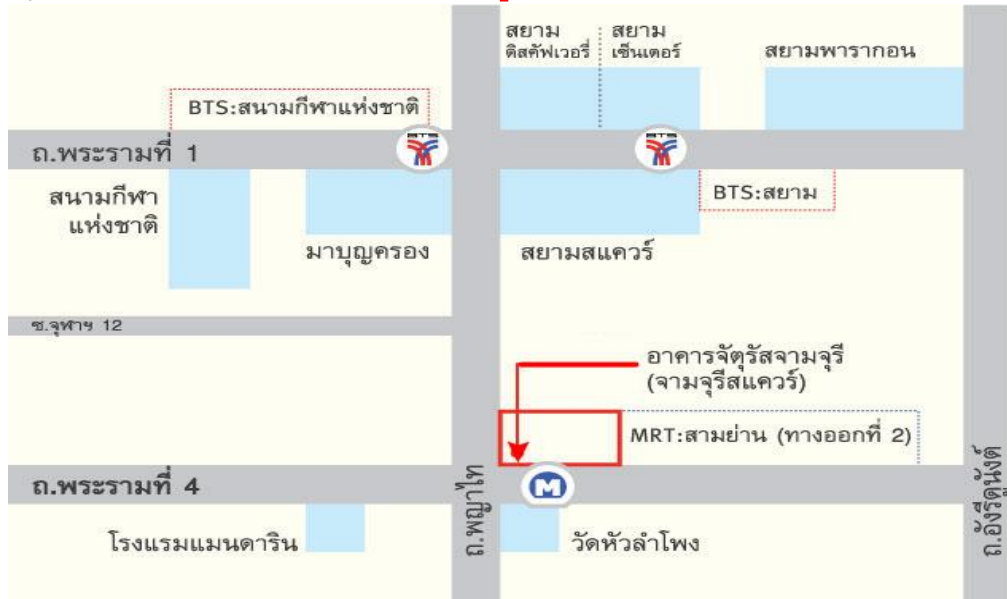 สยาม
ดิสคัฟเวอรี่
สยาม
เซ็นเตอร์
สยามพารากอน
BTS:สนามกีฬาแห่งชาติ
BTS
BTS
ถ.พระรามที่ 1
สนามกีฬา
แห่งชาติ
มาบุญครอง
BTS:สยาม
สยามสแควร์
ซ.จุฬาฯ 12
อาคารจัตุรัสจามจุรี
(จามจุรีสแควร์)
MRT:สามย่าน (ทางออกที่ 2)
ถ.พระรามที่ 4
M
ถ.พญาไท
ถ.อังรีดูนังต์
โรงแรมแมนดาริน
วัดหัวลำโพง